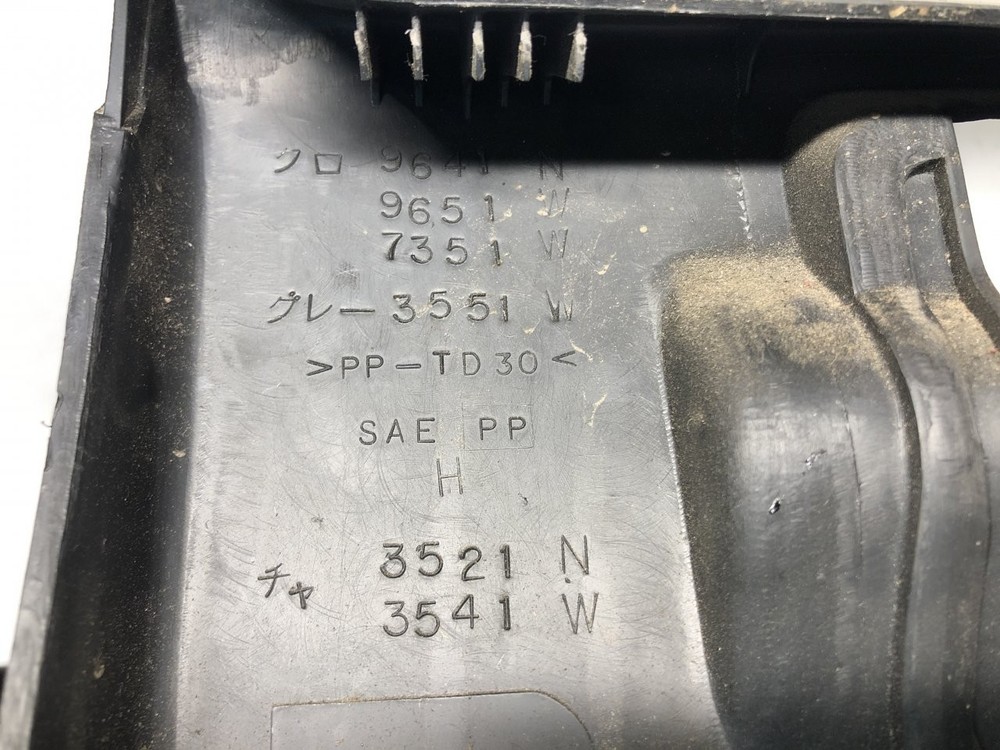 クロ 9641 N
9651 W
7351 W
グレー 3551 W
>PP-TD30<
SAE PP
H
3521 N
チャ
3541 W